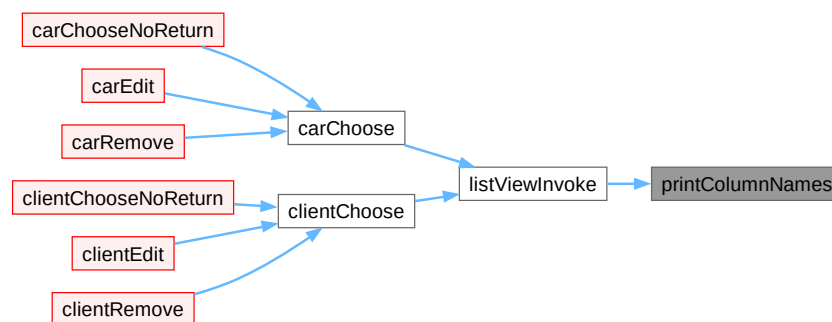 carChooseNoReturn
carEdit
carRemove
carChoose
clientChooseNoReturn
clientEdit
clientRemove
clientChoose
listViewInvoke
printColumnNames